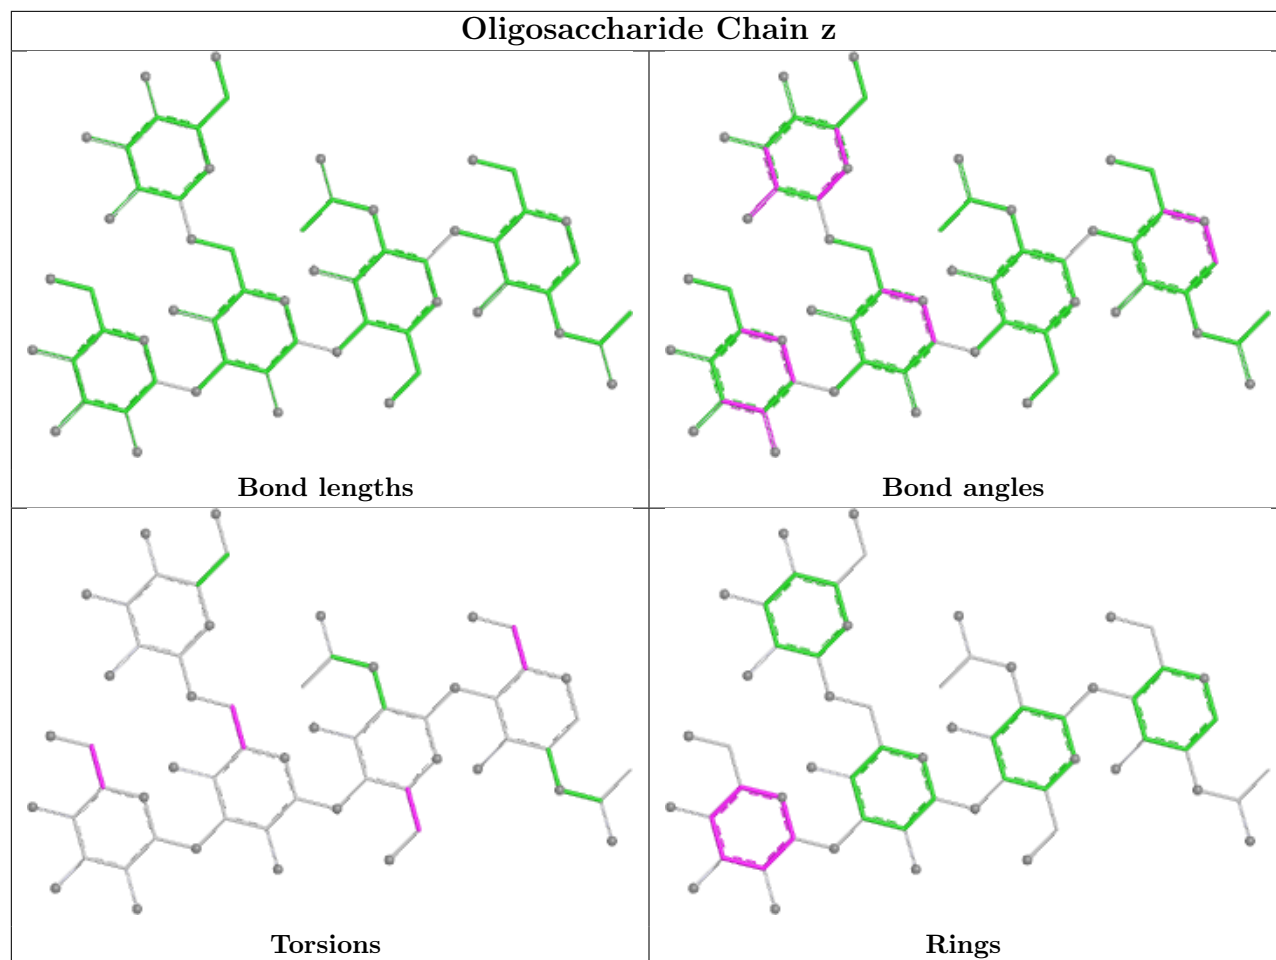 Oligosaccharide Chain z
Bond lengths
Bond angles
Torsions
Rings